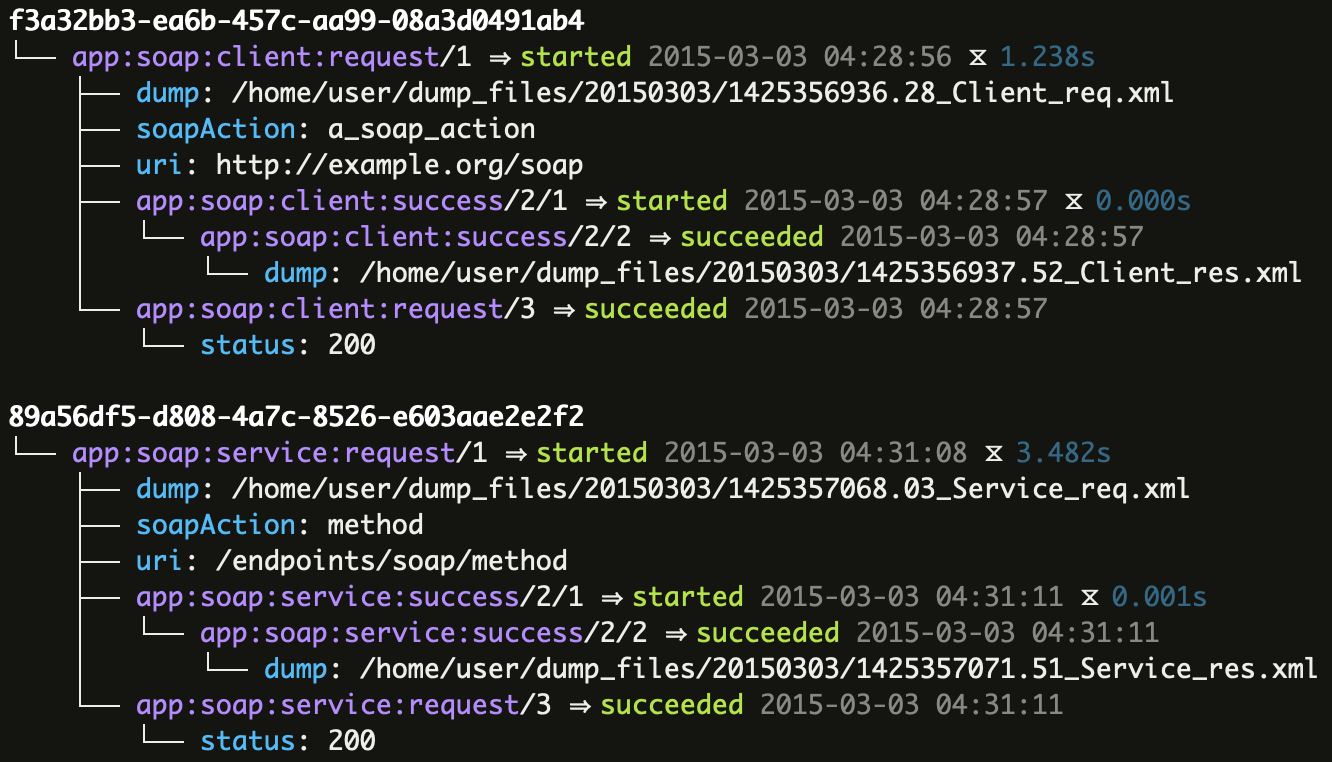 f3a32bb3-ea6b-457c-aa99-08a3d0491ab4
└── app:soap:client:request/1 ⇒ started 2015-03-03 04:28:56 ⧖ 1.238s
    ├── dump: /home/user/dump_files/20150303/1425356936.28_Client_req.xml
    ├── soapAction: a_soap_action
    ├── uri: http://example.org/soap
    ├── app:soap:client:success/2/1 ⇒ started 2015-03-03 04:28:57 ⧖ 0.000s
    │   └── app:soap:client:success/2/2 ⇒ succeeded 2015-03-03 04:28:57
    │       └── dump: /home/user/dump_files/20150303/1425356937.52_Client_res.xml
    └── app:soap:client:request/3 ⇒ succeeded 2015-03-03 04:28:57
        └── status: 200

89a56df5-d808-4a7c-8526-e603aae2e2f2
└── app:soap:service:request/1 ⇒ started 2015-03-03 04:31:08 ⧖ 3.482s
    ├── dump: /home/user/dump_files/20150303/1425357068.03_Service_req.xml
    ├── soapAction: method
    ├── uri: /endpoints/soap/method
    ├── app:soap:service:success/2/1 ⇒ started 2015-03-03 04:31:11 ⧖ 0.001s
    │   └── app:soap:service:success/2/2 ⇒ succeeded 2015-03-03 04:31:11
    │       └── dump: /home/user/dump_files/20150303/1425357071.51_Service_res.xml
    └── app:soap:service:request/3 ⇒ succeeded 2015-03-03 04:31:11
        └── status: 200